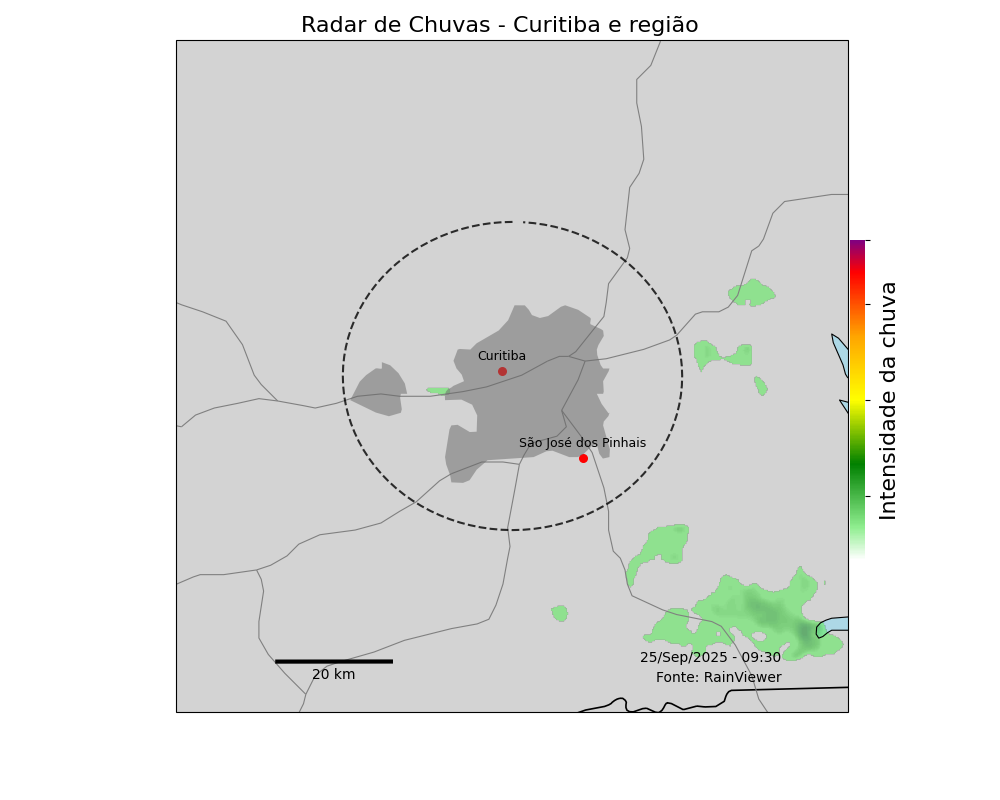 Radar de Chuvas - Curitiba e região
Curitiba
São José dos Pinhais
Intensidade da chuva
25/Sep/2025 - 09:30
Fonte: RainViewer
20 km